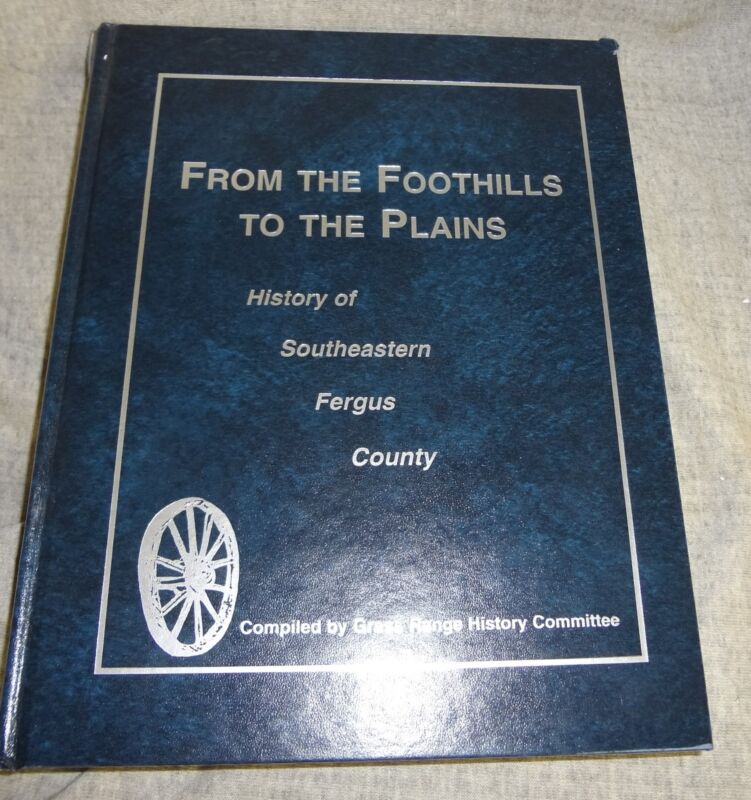 FROM THE FOOTHILLS
TO THE PLAINS
History of
Southeastern
Fergus
County
Compiled by Grass Range History Committee